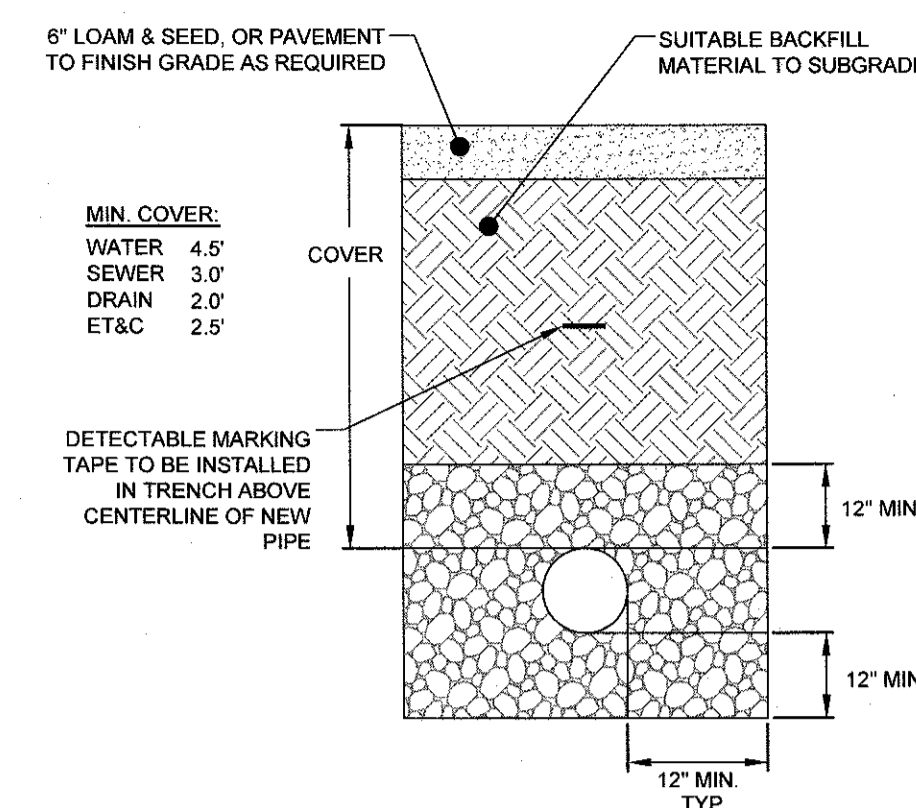 6" LOAM & SEED, OR PAVEMENT
TO FINISH GRADE AS REQUIRED
SUITABLE BACKFILL
MATERIAL TO SUBGRADE
MIN. COVER:
WATER 4.5'
SEWER 3.0'
DRAIN 2.0'
ET&C 2.5'
COVER
DETECTABLE MARKING
TAPE TO BE INSTALLED
IN TRENCH ABOVE
CENTERLINE OF NEW
PIPE
12" MIN
12" MIN
12" MIN.
TYP